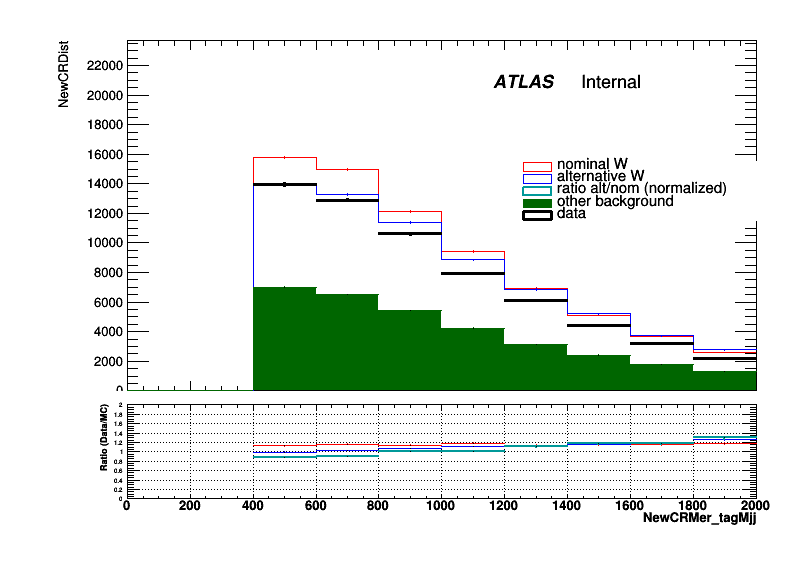 NewCRDist
22000
20000
18000
16000
14000
12000
10000
8000
6000
4000
2000
0
ATLAS Internal
nominal W
alternative W
ratio alt/nom (normalized)
other background
data
Ratio (Data/MC)
2
1.8
1.6
1.4
1.2
1
0.8
0.6
0.4
0.2
0
0 200 400 600 800 1000 1200 1400 1600 1800 2000
NewCRMer_tagMjj